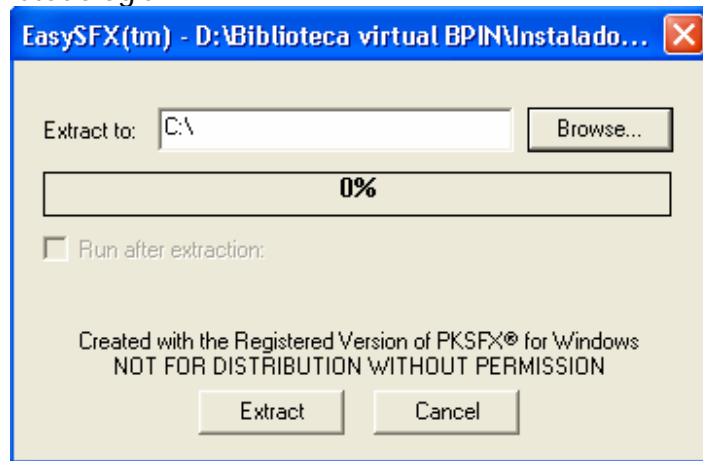 EasySFX(tm) - D:\Biblioteca virtual BPIN\Instalado...
Extract to: C:\ Browse...
0%
Run after extraction:
Created with the Registered Version of PKSFX® for Windows
NOT FOR DISTRIBUTION WITHOUT PERMISSION
Extract Cancel